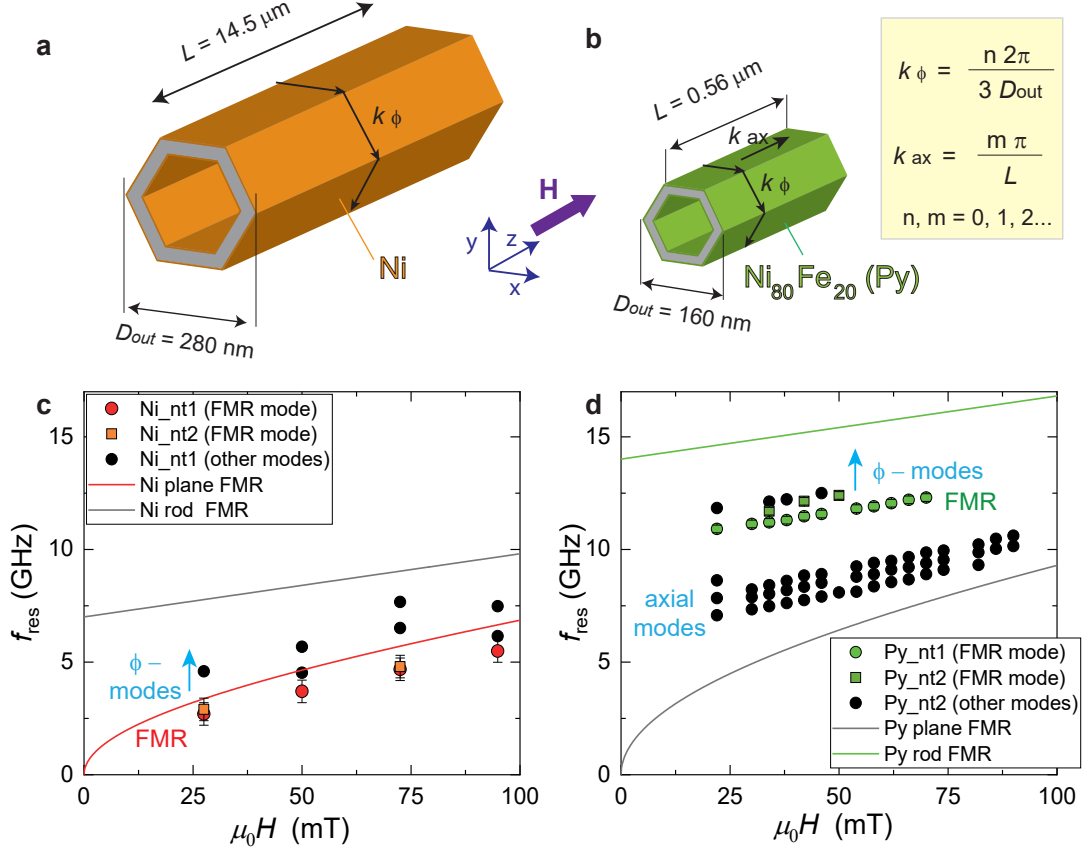 a
L = 14.5 μm
k ϕ
Ni
D_out = 280 nm
H
y
z
x
b
L = 0.56 μm
k ax
k ϕ
Ni₈₀Fe₂₀ (Py)
D_out = 160 nm
k ϕ = n 2π / 3 Dout
k ax = m π / L
n, m = 0, 1, 2...
c
Ni_nt1 (FMR mode)
Ni_nt2 (FMR mode)
Ni_nt1 (other modes)
Ni plane FMR
Ni rod FMR
15
10
5
0
f_res (GHz)
ϕ –
modes
FMR
0
25
50
75
100
μ₀H (mT)
d
15
10
5
0
f_res (GHz)
ϕ – modes
FMR
axial
modes
Py_nt1 (FMR mode)
Py_nt2 (FMR mode)
Py_nt2 (other modes)
Py plane FMR
Py rod FMR
0
25
50
75
100
μ₀H (mT)